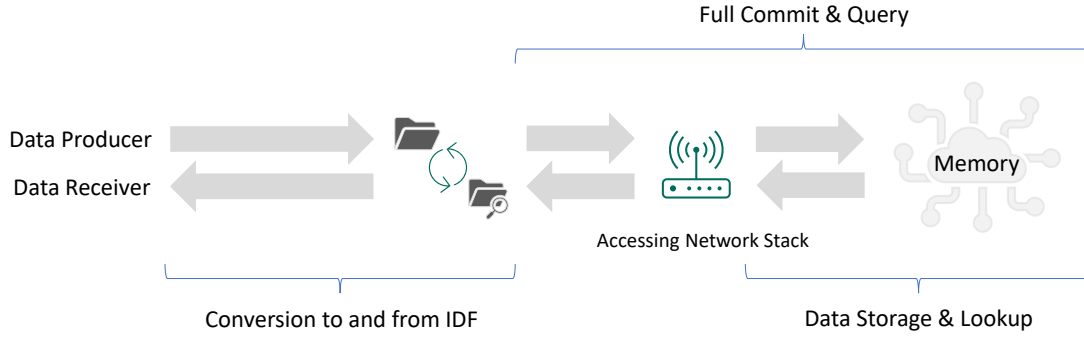 Full Commit & Query
Data Producer
Data Receiver
Memory
Accessing Network Stack
Conversion to and from IDF
Data Storage & Lookup